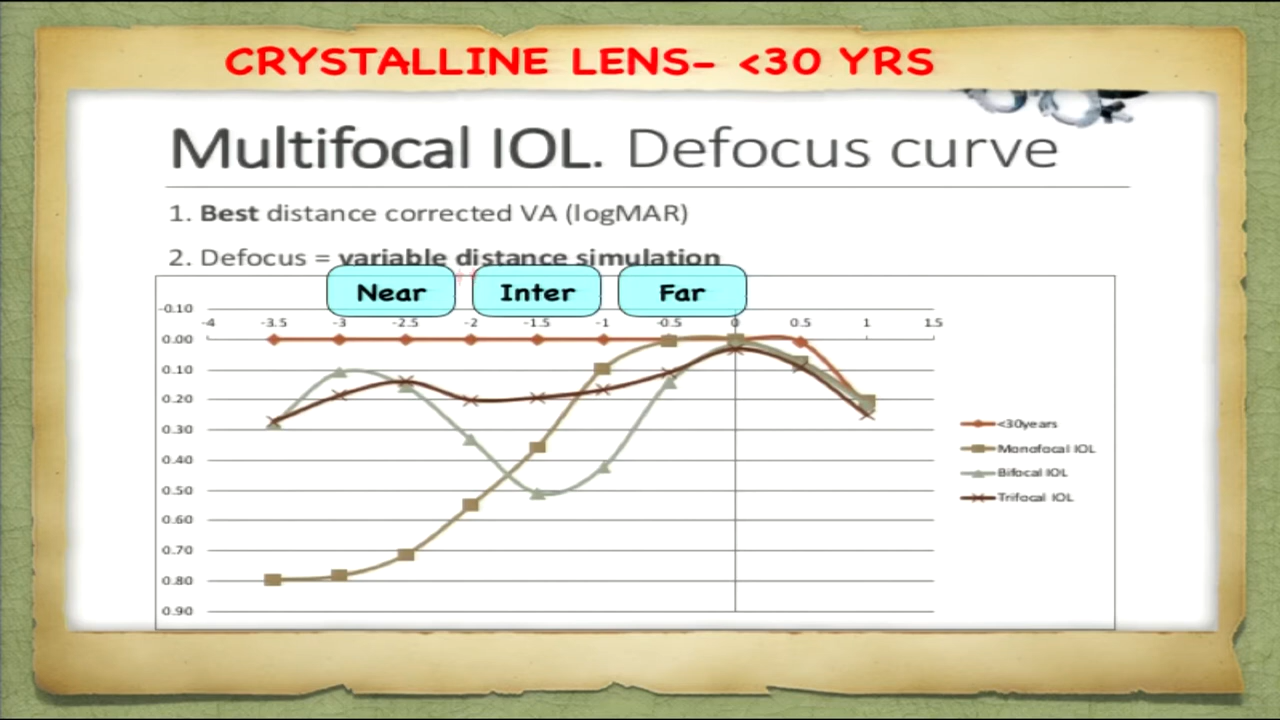 CRYSTALLINE LENS- <30 YRS
Multifocal IOL. Defocus curve
1. Best distance corrected VA (logMAR)
2. Defocus = variable distance simulation
Near Inter Far
-0.10
-4 -3.5 -3 -2.5 -2 -1.5 -1 -0.5 0 0.5 1 1.5
0.00
0.10
0.20
0.30
0.40
0.50
0.60
0.70
0.80
0.90
<30years
Monofocal IOL
Bifocal IOL
Trifocal IOL